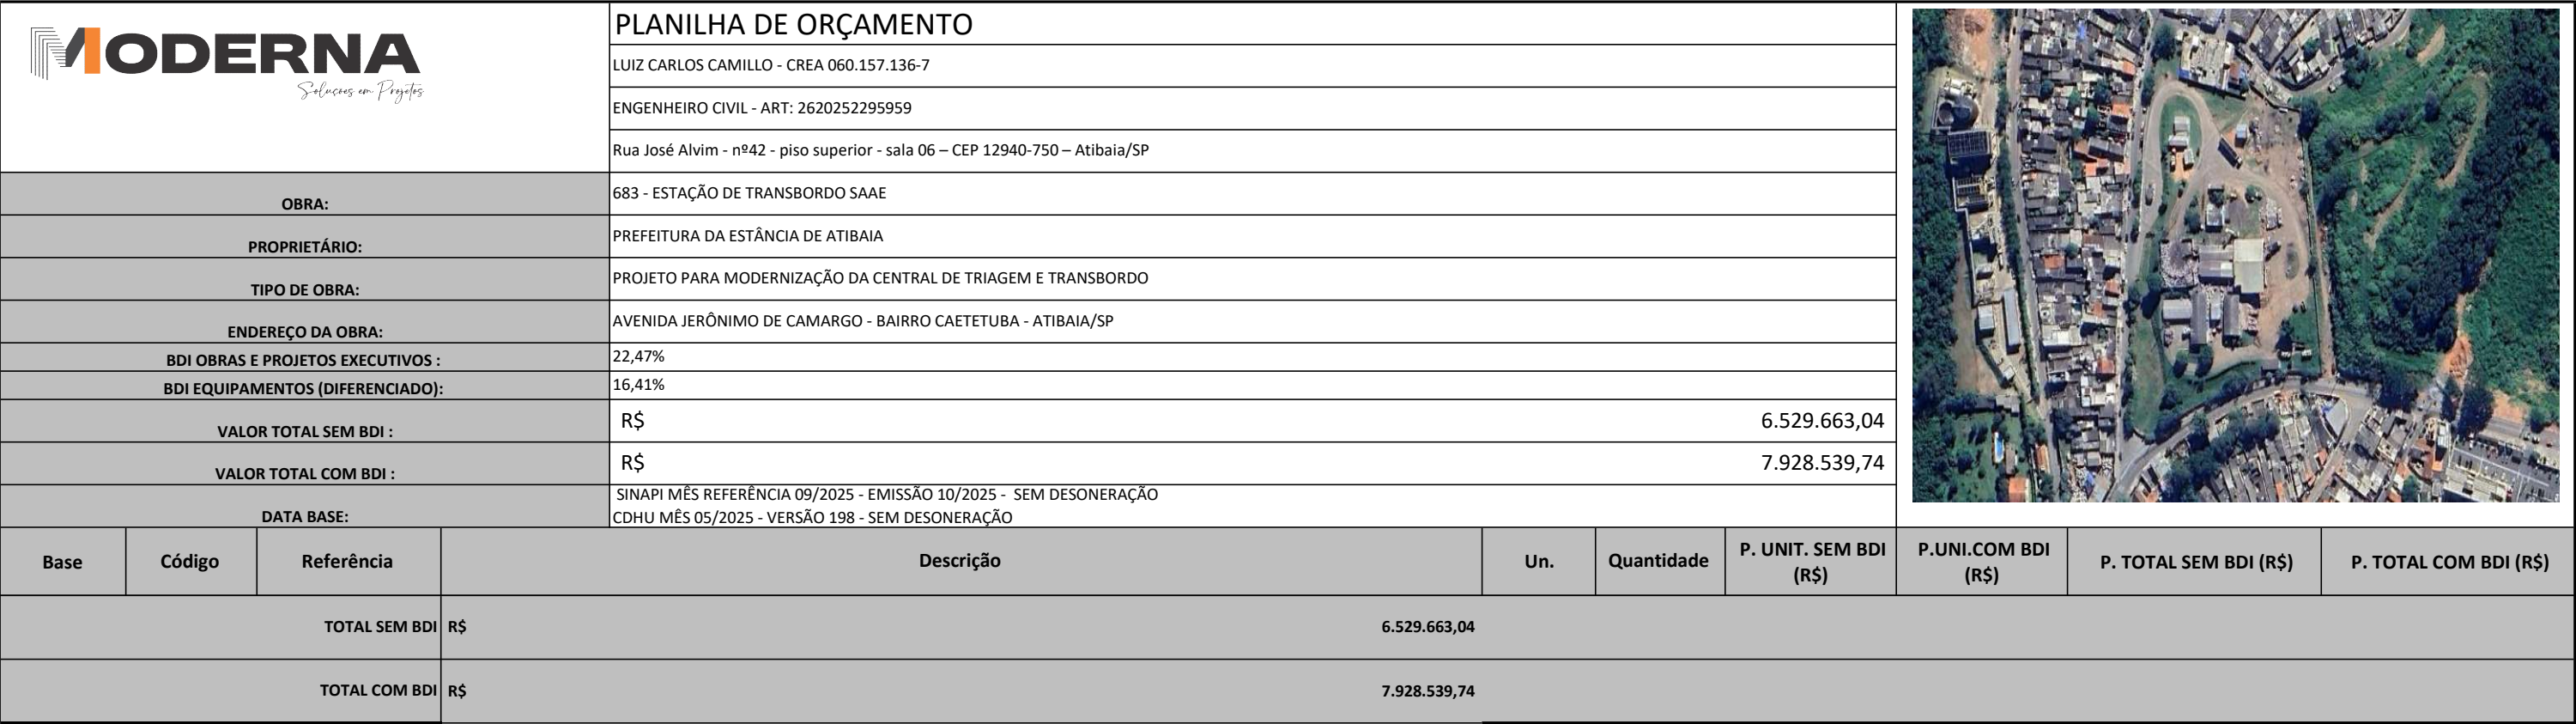 MODERNA
Soluções em Projetos
PLANILHA DE ORÇAMENTO
LUIZ CARLOS CAMILLO - CREA 060.157.136-7
ENGENHEIRO CIVIL - ART: 2620252295959
Rua José Alvim - nº42 - piso superior - sala 06 – CEP 12940-750 – Atibaia/SP
OBRA: 683 - ESTAÇÃO DE TRANSBORDO SAAE
PROPRIETÁRIO: PREFEITURA DA ESTÂNCIA DE ATIBAIA
TIPO DE OBRA: PROJETO PARA MODERNIZAÇÃO DA CENTRAL DE TRIAGEM E TRANSBORDO
ENDEREÇO DA OBRA: AVENIDA JERÔNIMO DE CAMARGO - BAIRRO CAETETUBA - ATIBAIA/SP
BDI OBRAS E PROJETOS EXECUTIVOS : 22,47%
BDI EQUIPAMENTOS (DIFERENCIADO): 16,41%
VALOR TOTAL SEM BDI : R$ 6.529.663,04
VALOR TOTAL COM BDI : R$ 7.928.539,74
DATA BASE: SINAPI MÊS REFERÊNCIA 09/2025 - EMISSÃO 10/2025 - SEM DESONERAÇÃO
CDHU MÊS 05/2025 - VERSÃO 198 - SEM DESONERAÇÃO
Base Código Referência Descrição Un. Quantidade P. UNIT. SEM BDI (R$) P.UNI.COM BDI (R$) P. TOTAL SEM BDI (R$) P. TOTAL COM BDI (R$)
TOTAL SEM BDI R$ 6.529.663,04
TOTAL COM BDI R$ 7.928.539,74